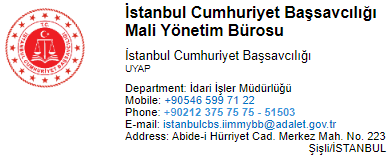 İstanbul Cumhuriyet Başsavcılığı
Mali Yönetim Bürosu
İstanbul Cumhuriyet Başsavcılığı
UYAP
Department: İdari İşler Müdürlüğü
Mobile: +90546 599 71 22
Phone: +90212 375 75 75 - 51503
E-mail: istanbulcbs.iimmybb@adalet.gov.tr
Address: Abide-i Hürriyet Cad. Merkez Mah. No. 223
Şişli/İSTANBUL